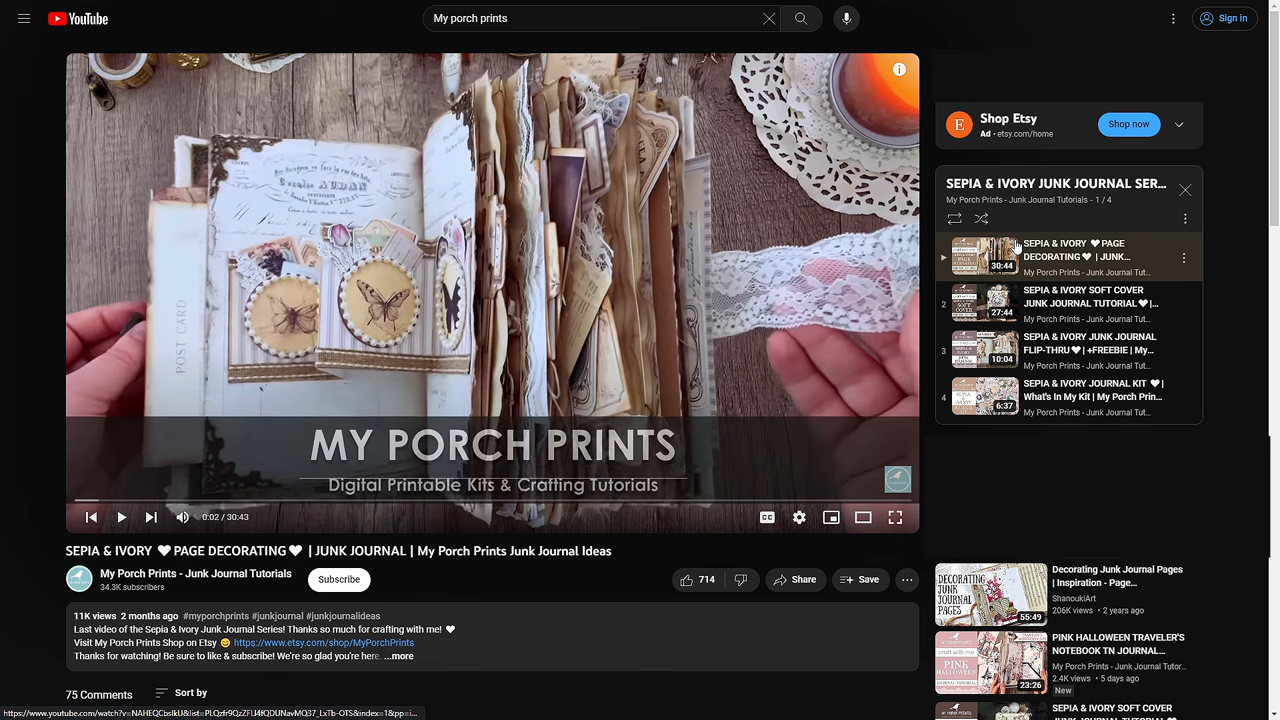 YouTube
My porch prints
Sign in
POST CARD
MY PORCH PRINTS
Digital Printable Kits & Crafting Tutorials
0:02 / 30:43
CC
SEPIA & IVORY ❤PAGE DECORATING❤ | JUNK JOURNAL | My Porch Prints Junk Journal Ideas
My Porch Prints - Junk Journal Tutorials
34.3K subscribers
Subscribe
714
Share
Save
11K views 2 months ago #myporchprints #junkjournal #junkjournalideas
Last video of the Sepia & Ivory Junk Journal Series! Thanks so much for crafting with me! ❤
Visit My Porch Prints Shop on Etsy 😊 https://www.etsy.com/shop/MyPorchPrints
Thanks for watching! Be sure to like & subscribe! We're so glad you're here. ...more
75 Comments
Sort by
E
Shop Etsy
Ad • etsy.com/home
Shop now
SEPIA & IVORY JUNK JOURNAL SER...
My Porch Prints - Junk Journal Tutorials - 1 / 4
30:44
SEPIA & IVORY ❤PAGE
DECORATING❤ | JUNK...
My Porch Prints - Junk Journal Tut...
2
27:44
SEPIA & IVORY SOFT COVER
JUNK JOURNAL TUTORIAL❤|...
My Porch Prints - Junk Journal Tut...
3
10:04
SEPIA & IVORY JUNK JOURNAL
FLIP-THRU❤| +FREEBIE | My...
My Porch Prints - Junk Journal Tut...
4
6:37
SEPIA & IVORY JOURNAL KIT ❤|
What's In My Kit | My Porch Prin...
My Porch Prints - Junk Journal Tut...
DECORATING
JUNK
JOURNAL
PAGES
55:49
Decorating Junk Journal Pages
| Inspiration - Page...
ShanoukiArt
206K views • 2 years ago
craft with me
PINK
HALLOWEEN
23:26
PINK HALLOWEEN TRAVELER'S
NOTEBOOK TN JOURNAL...
My Porch Prints - Junk Journal Tutor...
2.4K views • 5 days ago
New
SEPIA & IVORY SOFT COVER